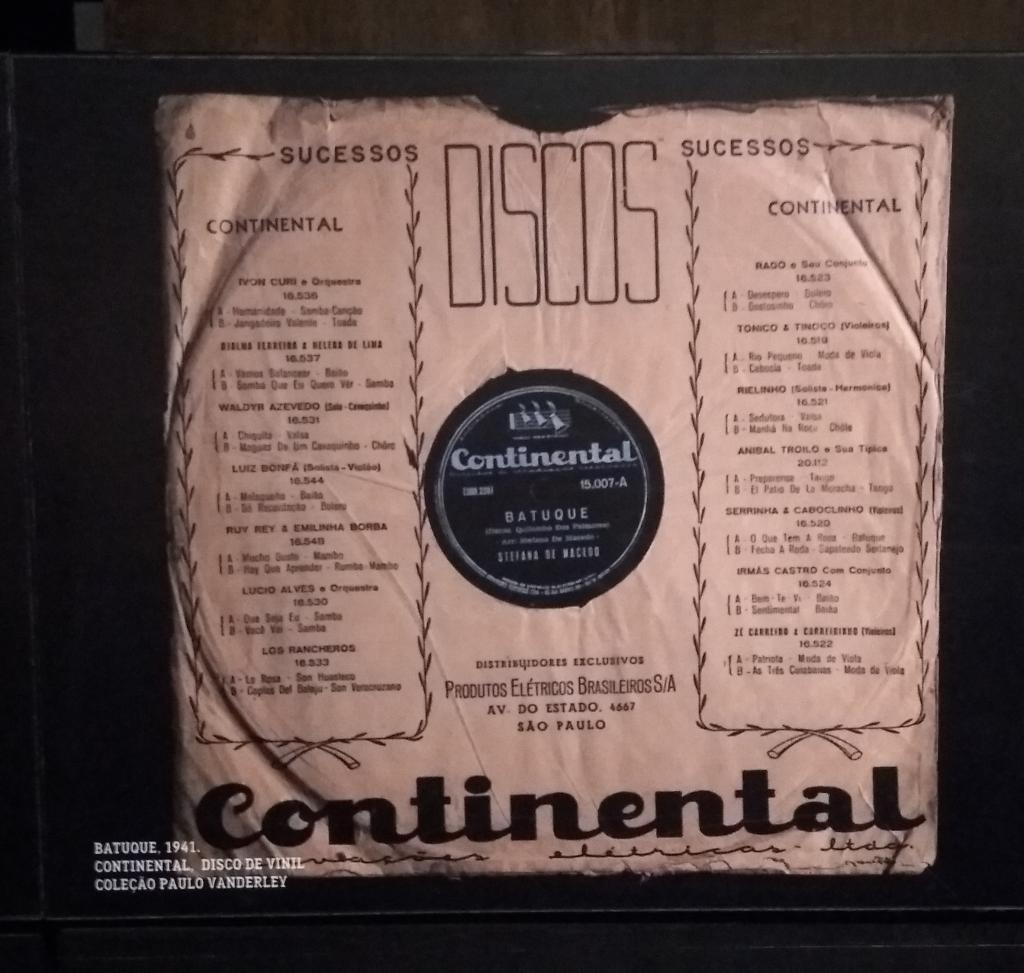 SUCESSOS
CONTINENTAL
IVON CURI e Orquestra
16.536
A - Humanidade - Samba-Canção
B - Jangadeiro Valente - Toada
DJALMA FERREIRA & HELENA DE LIMA
16.537
A - Vamos Balancear - Baião
B - Samba Que Eu Quero Vêr - Samba
WALDYR AZEVEDO (Solo - Cavaquinho)
16.531
A - Chiquita - Valsa
B - Maguas De Um Cavaquinho - Chôro
LUIZ BONFÁ (Solista - Violão)
16.544
A - Malagueña - Baião
B - Só Recordação - Bolero
RUY REY & EMILINHA BORBA
16.548
A - Mucho Gusto - Mambo
B - Hay Que Aprender - Rumba-Mambo
LUCIO ALVES e Orquestra
16.530
A - Que Seja Eu - Samba
B - Você Vai - Samba
LOS RANCHEROS
16.533
A - La Rosa - Son Huasteco
B - Coplas Del Balaju - Son Veracruzano
DISCOS
Continental
15.007-A
BATUQUE
STEFANA DE MACEDO
DISTRIBUIDORES EXCLUSIVOS
PRODUTOS ELÉTRICOS BRASILEIROS S/A
AV. DO ESTADO. 4667
SÃO PAULO
SUCESSOS
CONTINENTAL
RAGO e Seu Conjunto
16.523
A - Desespero Bolero
B - Gostosinho Chôro
TONICO & TINOCO (Violeiros)
16.519
A - Rio Pequeno Moda de Viola
B - Cabocla - Toada
RIELINHO (Solista - Harmonica)
16.521
A - Sedutora Valsa
B - Manhã Na Roça Chóte
ANIBAL TROILO e Sua Tipica
20.112
A - Preparense - Tango
B - El Patio De La Morocha - Tango
SERRINHA & CABOCLINHO (Violeiros)
16.520
A - O Que Tem A Rosa - Batuque
B - Fecha A Roda - Sapateado Sertanejo
IRMÃS CASTRO Com Conjunto
16.524
A - Bem-Te-Vi Baião
B - Sentimental Baião
ZÉ CARREIRO & CARREIRINHO (Violeiros)
16.522
A - Patriota - Moda de Viola
B - As Três Cuiabanas - Moda de Viola
Continental
elétricas ltda.
BATUQUE, 1941.
CONTINENTAL, DISCO DE VINIL
COLEÇÃO PAULO VANDERLEY